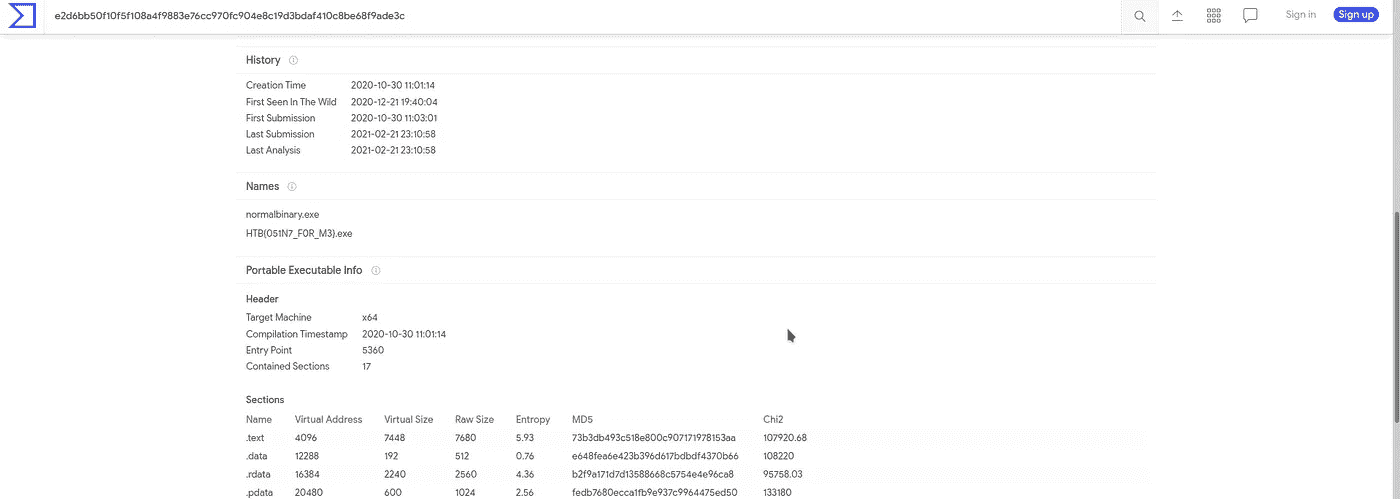 e2d6bb50f10f5f108a4f9883e76cc970fc904e8c19d3bdaf410c8be68f9ade3c Sign in Sign up
History
Creation Time 2020-10-30 11:01:14
First Seen In The Wild 2020-12-21 19:40:04
First Submission 2020-10-30 11:03:01
Last Submission 2021-02-21 23:10:58
Last Analysis 2021-02-21 23:10:58
Names
normalbinary.exe
HTB{051N7_F0R_M3}.exe
Portable Executable Info
Header
Target Machine x64
Compilation Timestamp 2020-10-30 11:01:14
Entry Point 5360
Contained Sections 17
Sections
Name Virtual Address Virtual Size Raw Size Entropy MD5 Chi2
.text 4096 7448 7680 5.93 73b3db493c518e800c907171978153aa 107920.68
.data 12288 192 512 0.76 e648fea6e423b396d617bdbdf4370b66 108220
.rdata 16384 2240 2560 4.36 b2f9a171d7d13588668c5754e4e96ca8 95758.03
.pdata 20480 600 1024 2.56 fedb7680ecca1fb9e937c9964475ed50 133180